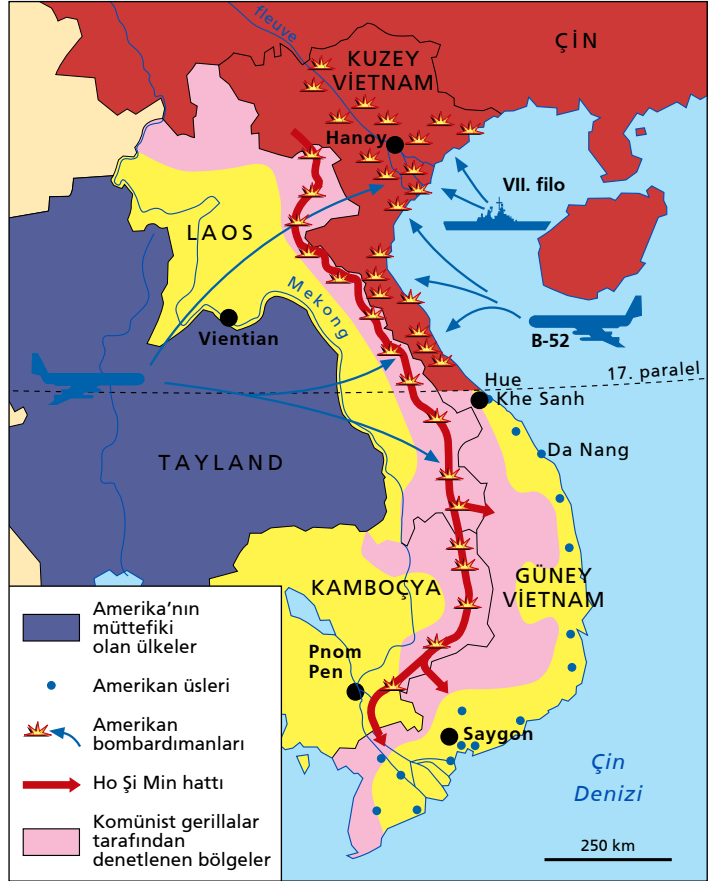 fleuve
ÇİN
KUZEY
VİETNAM
Hanoy
VII. filo
LAOS
Mekong
Vientian
B-52
17. paralel
Hue
Khe Sanh
Da Nang
TAYLAND
KAMBOÇYA
GÜNEY
VİETNAM
Pnom
Pen
Saygon
Çin
Denizi
250 km
Amerika’nın
müttefiki
olan ülkeler
Amerikan üsleri
Amerikan
bombardımanları
Ho Şi Min hattı
Komünist gerillalar
tarafından
denetlenen bölgeler